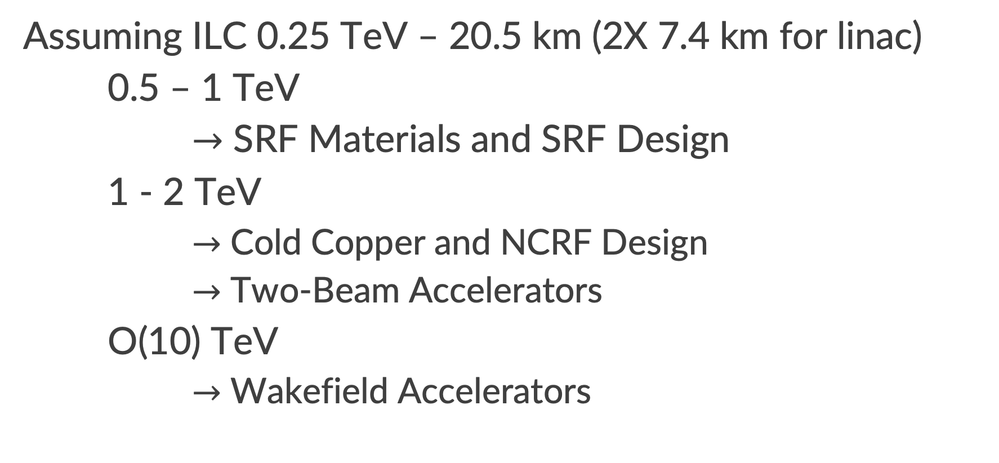 Assuming ILC 0.25 TeV – 20.5 km (2X 7.4 km for linac)
0.5 – 1 TeV
→ SRF Materials and SRF Design
1 - 2 TeV
→ Cold Copper and NCRF Design
→ Two-Beam Accelerators
O(10) TeV
→ Wakefield Accelerators